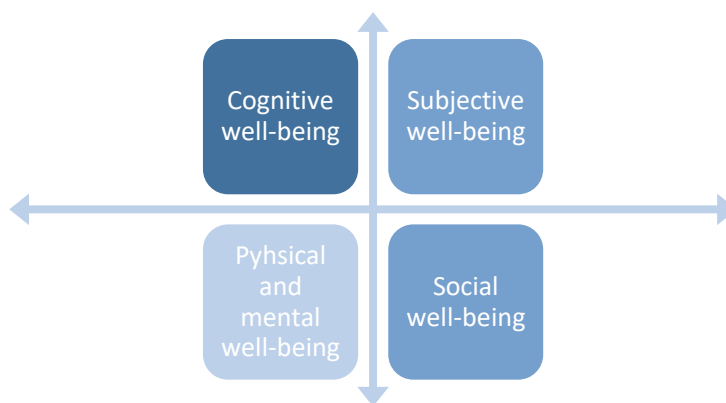 Cognitive
well-being
Subjective
well-being
Pyhsical
and
mental
well-being
Social
well-being